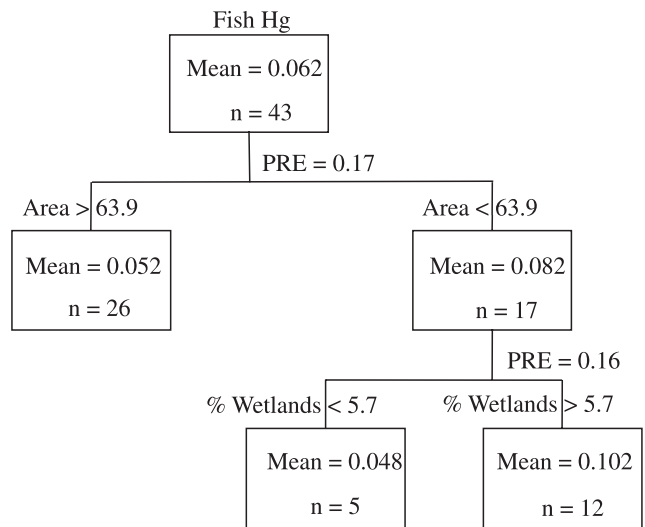 Fish Hg
Mean = 0.062
n = 43
PRE = 0.17
Area > 63.9
Area < 63.9
Mean = 0.052
n = 26
Mean = 0.082
n = 17
PRE = 0.16
% Wetlands < 5.7
% Wetlands > 5.7
Mean = 0.048
n = 5
Mean = 0.102
n = 12